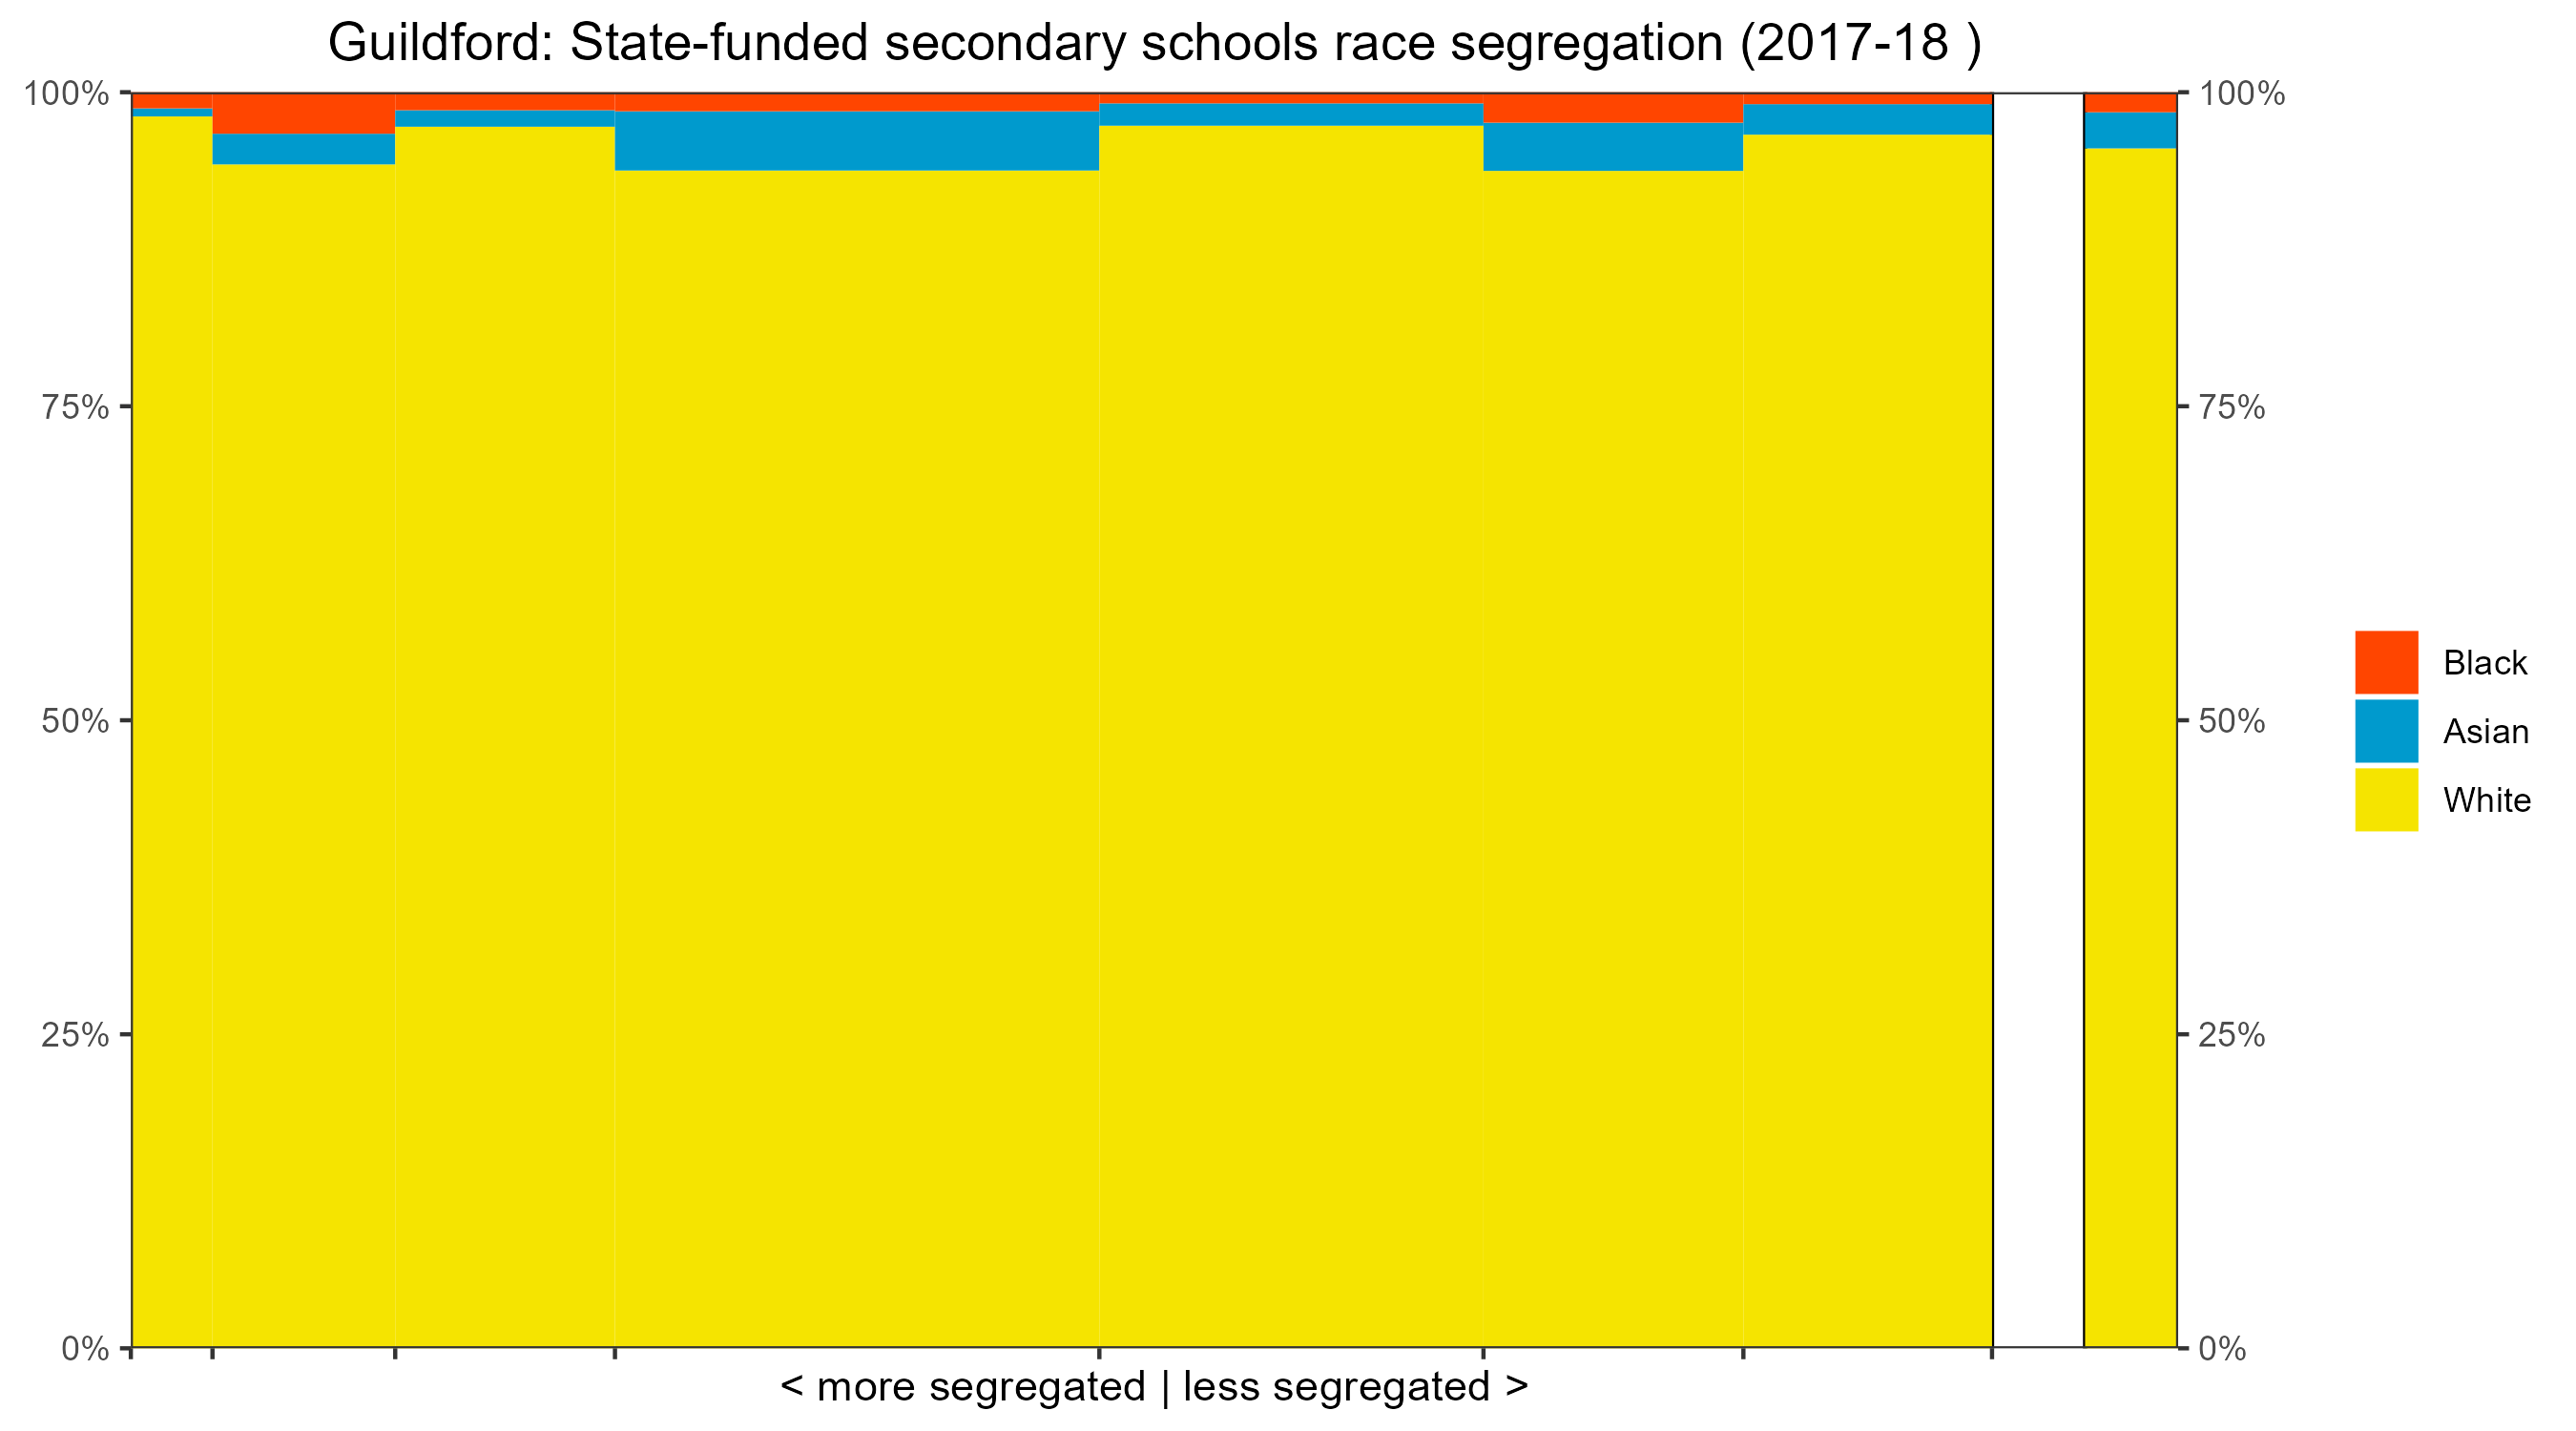 Guildford: State-funded secondary schools race segregation (2017-18 )
100%
75%
50%
25%
0%
100%
75%
50%
25%
0%
Black
Asian
White
< more segregated | less segregated >